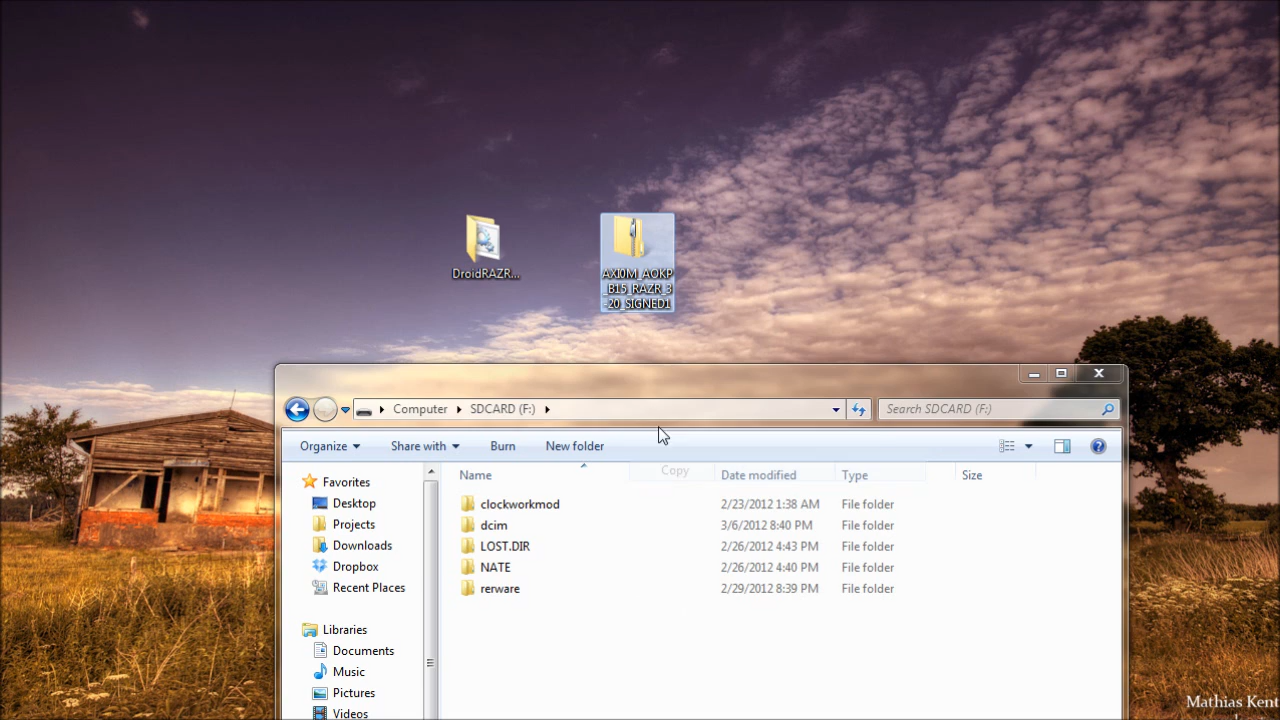 DroidRAZR...
AXI0M_AOKP
_B15_RAZR_3
-20_SIGNED1
Computer SDCARD (F:)
Search SDCARD (F:)
Organize Share with Burn New folder
Copy
Name Date modified Type Size
Favorites
Desktop
Projects
Downloads
Dropbox
Recent Places
Libraries
Documents
Music
Pictures
Videos
clockworkmod 2/23/2012 1:38 AM File folder
dcim 3/6/2012 8:40 PM File folder
LOST.DIR 2/26/2012 4:43 PM File folder
NATE 2/26/2012 4:40 PM File folder
rerware 2/29/2012 8:39 PM File folder
Mathias Kent